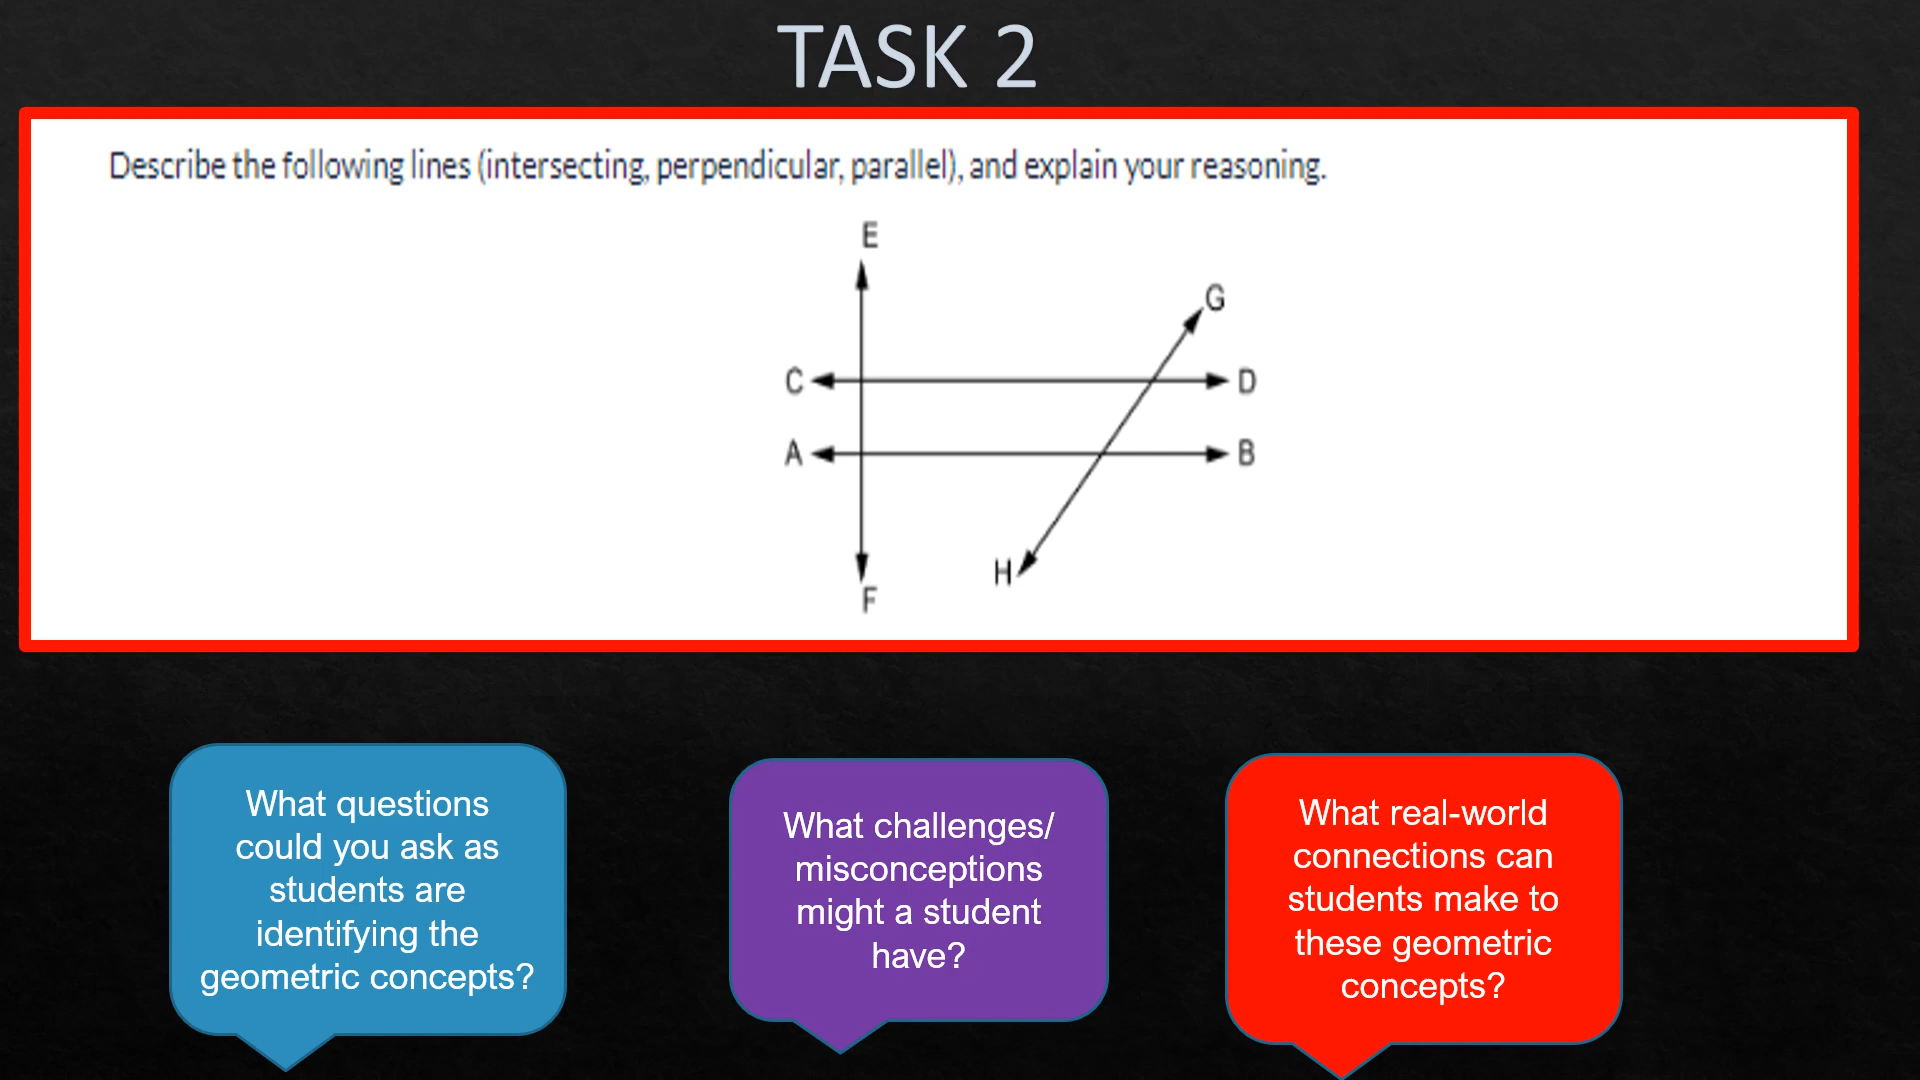 TASK 2
Describe the following lines (intersecting, perpendicular, parallel), and explain your reasoning.
E
G
C
D
A
B
H
F
What questions
could you ask as
students are
identifying the
geometric concepts?
What challenges/
misconceptions
might a student
have?
What real-world
connections can
students make to
these geometric
concepts?